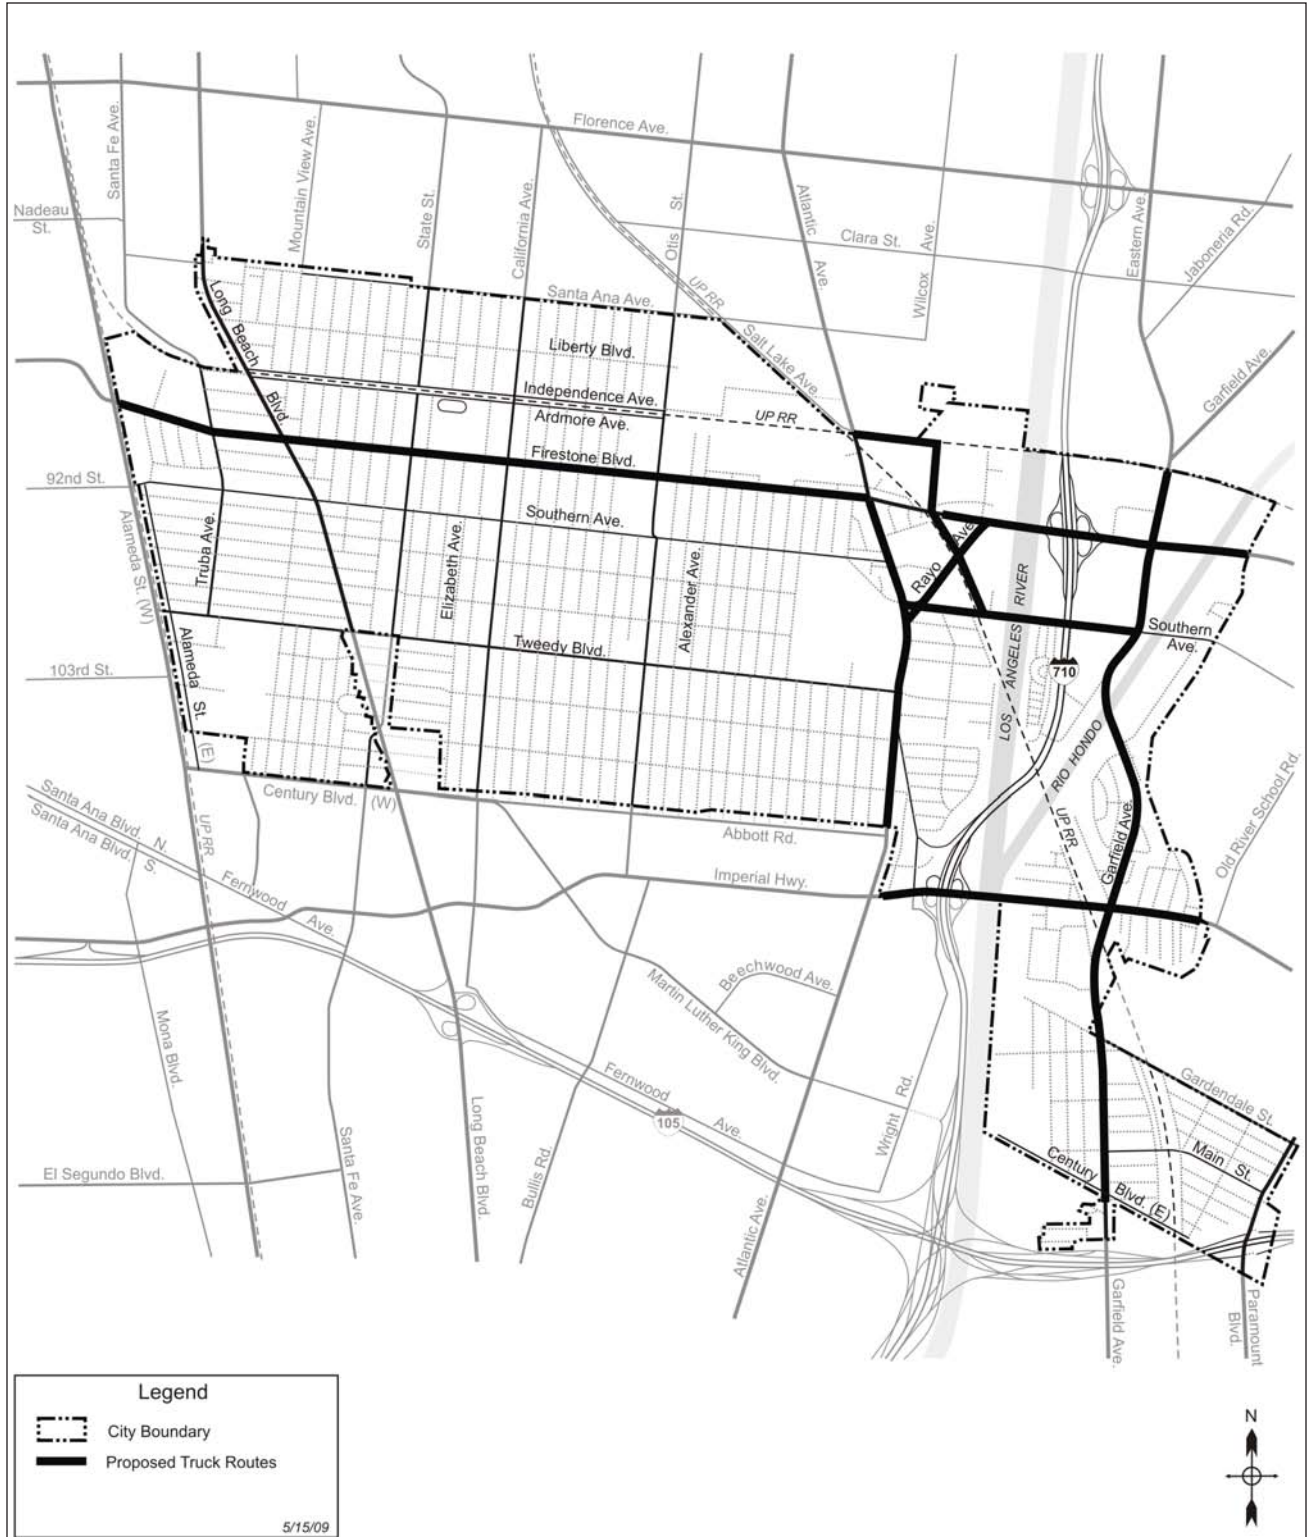 Florence Ave.
Santa Fe Ave.
Mountain View Ave.
State St.
California Ave.
Otis St.
Atlantic Ave.
Clara St.
Wilcox Ave.
Eastern Ave.
Jaboneria Rd.
Nadeau
St.
UP RR
Santa Ana Ave.
Salt Lake Ave.
Long Beach Blvd.
Liberty Blvd.
Garfield Ave.
Independence Ave.
UP RR
Ardmore Ave.
Firestone Blvd.
92nd St.
Southern Ave.
Alameda St. (W)
Truba Ave.
Elizabeth Ave.
Alexander Ave.
Rayo Ave.
LOS ANGELES RIVER
Southern
Ave.
Tweedy Blvd.
103rd St.
Alameda St. (E)
710
RIO HONDO
UP RR
Garfield Ave.
Old River School Rd.
Century Blvd. (W)
Santa Ana Blvd. N.
Santa Ana Blvd. S.
UP RR
Abbott Rd.
Imperial Hwy.
Fernwood Ave.
Beechwood Ave.
Martin Luther King Blvd.
Mona Blvd.
Fernwood Ave.
105
Wright Rd.
Gardendale St.
Main St.
Century Blvd. (E)
El Segundo Blvd.
Santa Fe Ave.
Long Beach Blvd.
Bullis Rd.
Atlantic Ave.
Garfield Ave.
Paramount
Blvd.
Legend
City Boundary
Proposed Truck Routes
5/15/09
N